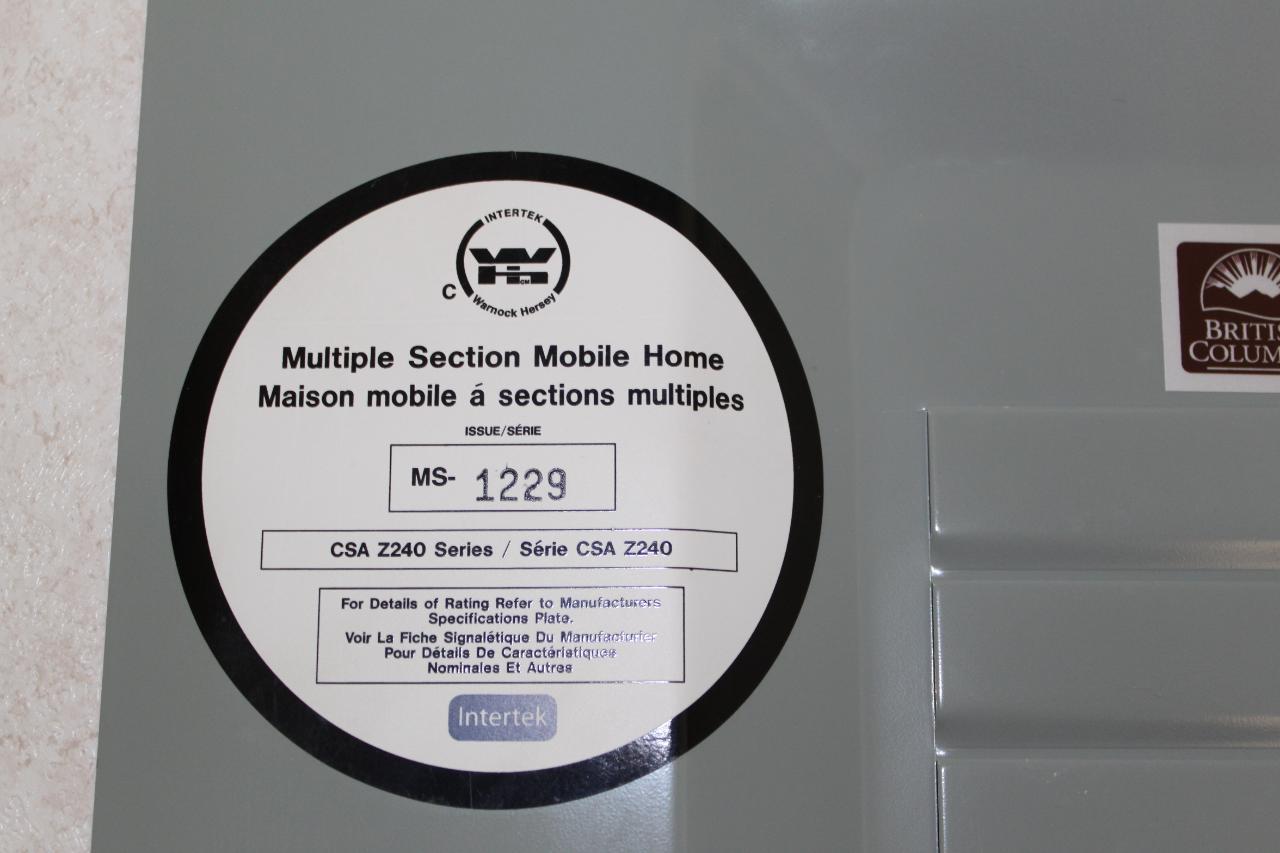 INTERTEK
WH CM
C
Warnock Hersey
Multiple Section Mobile Home
Maison mobile á sections multiples
ISSUE/SÉRIE
MS- 1229
CSA Z240 Series / Série CSA Z240
For Details of Rating Refer to Manufacturers
Specifications Plate.
Voir La Fiche Signalétique Du Manufacturier
Pour Détails De Caractéristiques
Nominales Et Autres
Intertek
BRITIS
COLUM